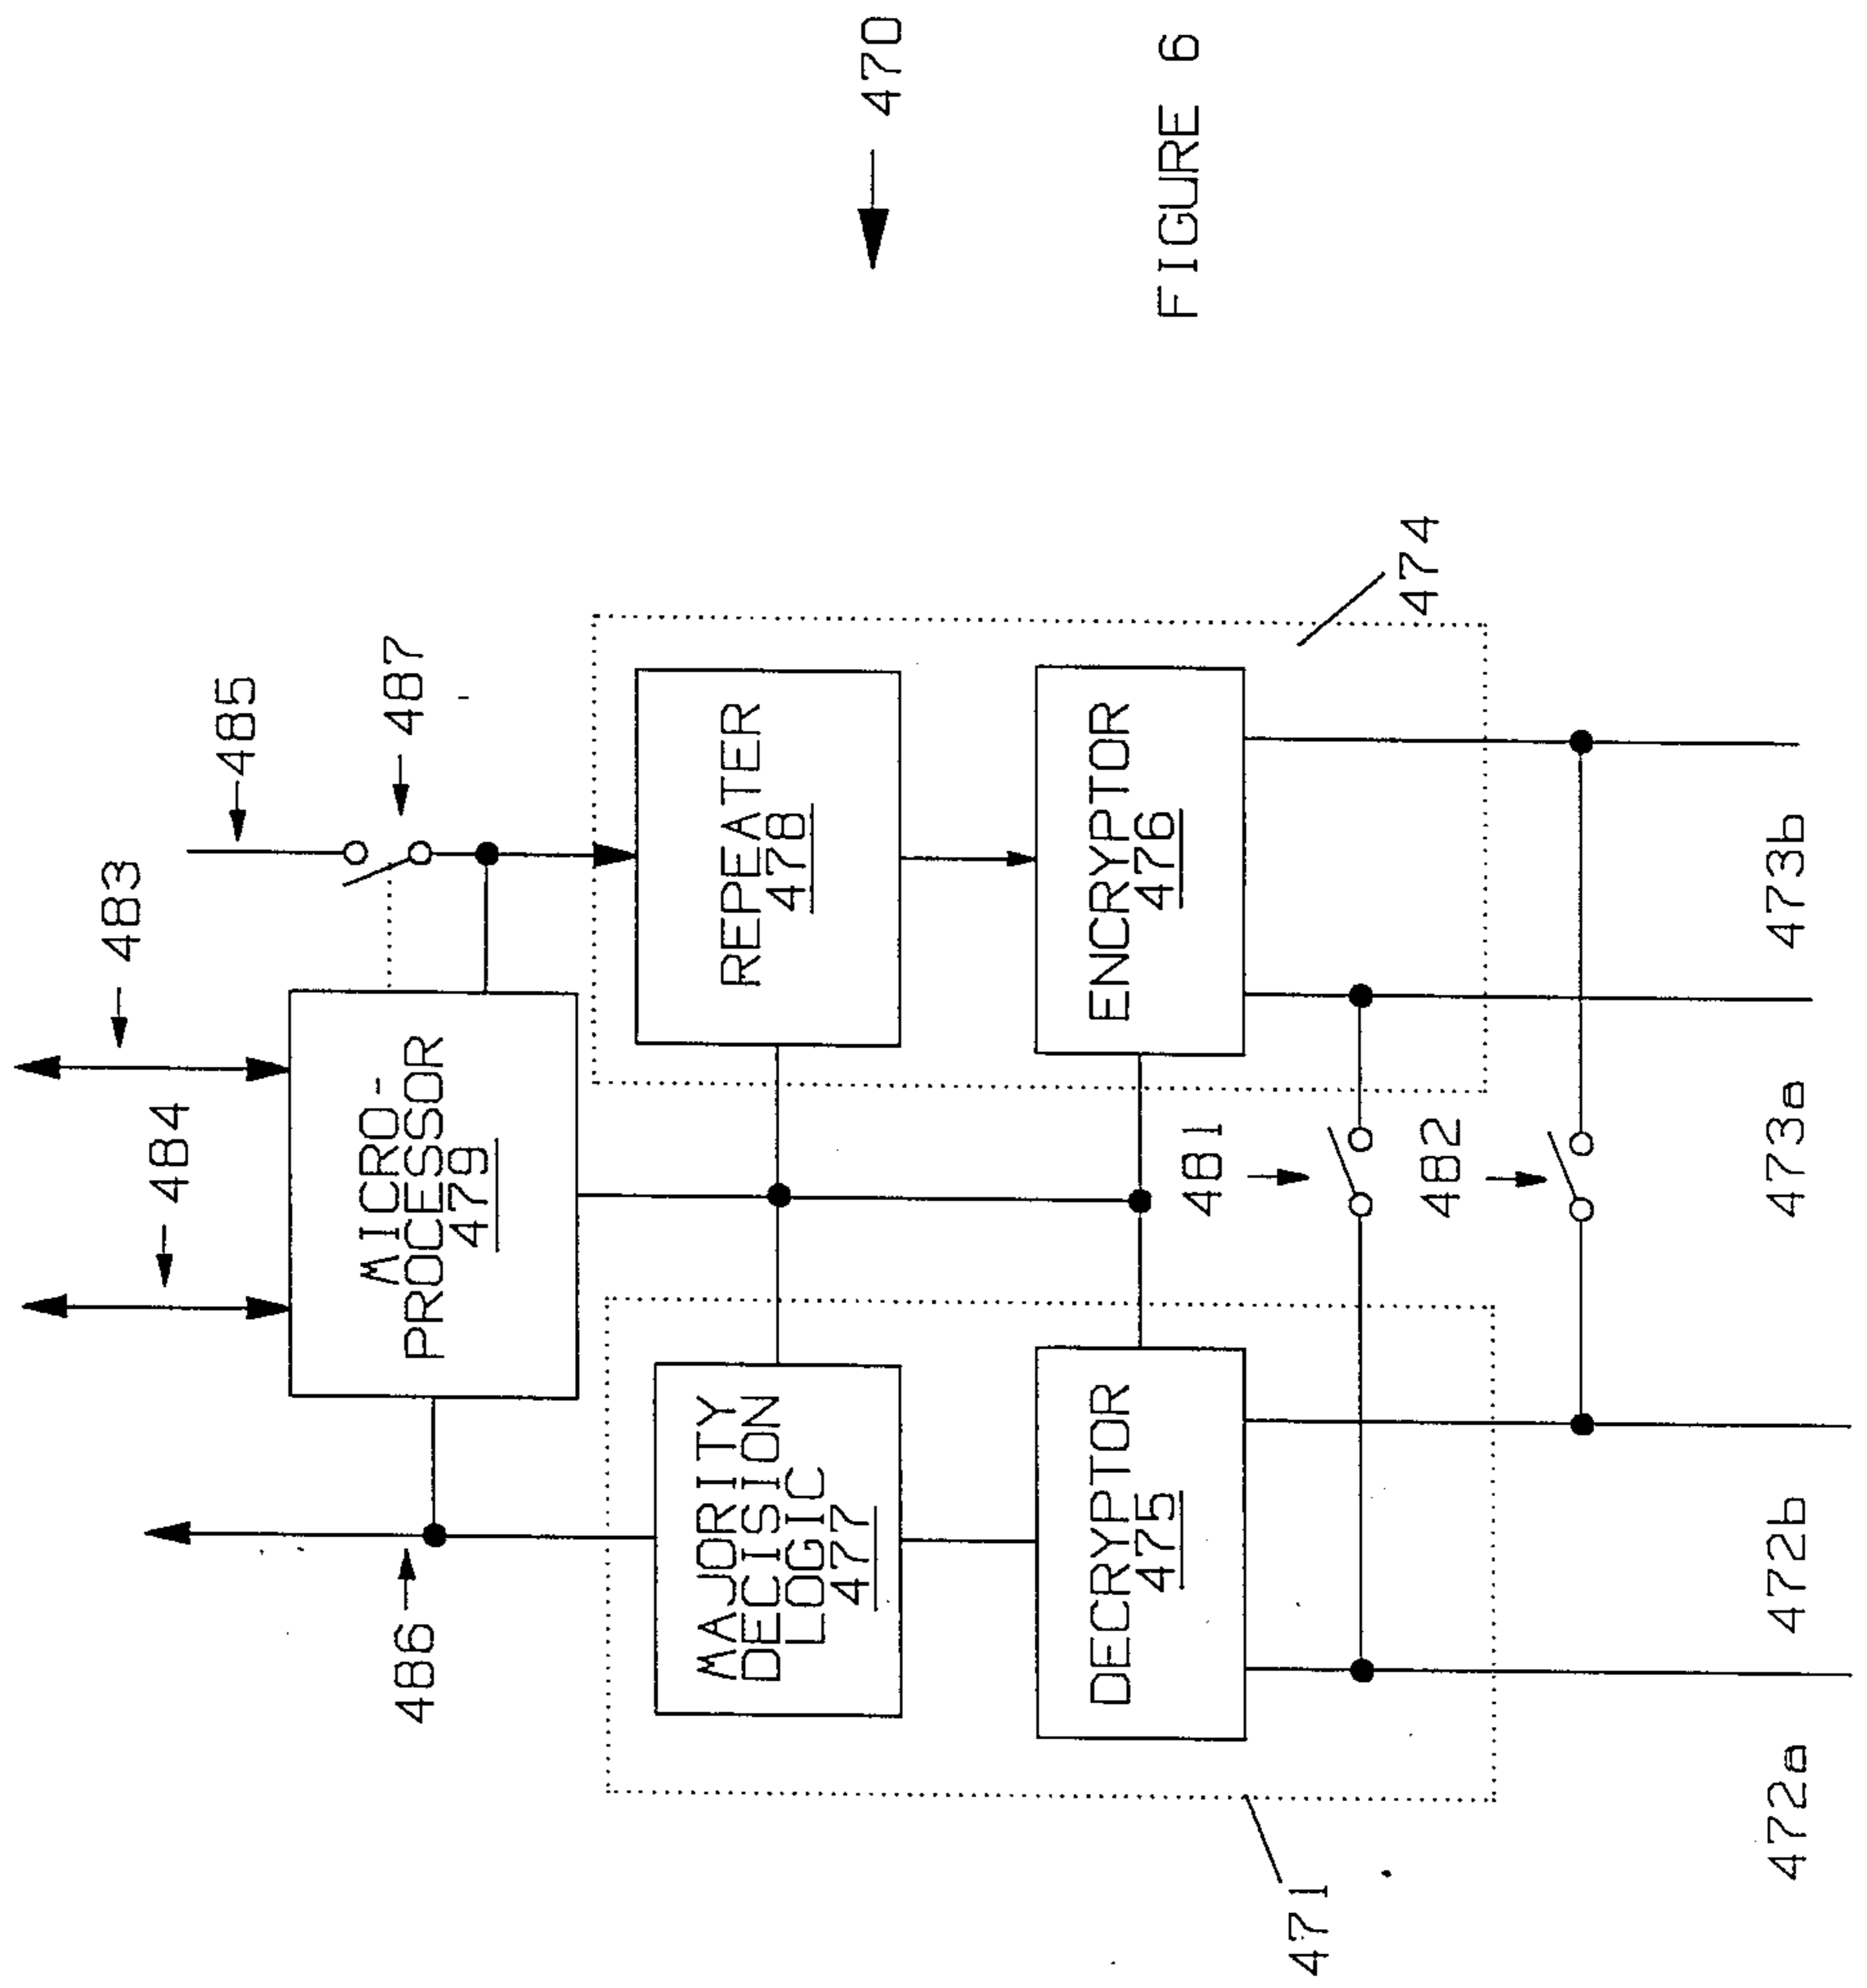 471
472a
472b
473a
473b
486
MAJORITY
DECISION
LOGIC
477
DECRYPTOR
475
484
483
MICRO-
PROCESSOR
479
481
482
485
487
REPEATER
478
ENCRYPTOR
476
474
470
FIGURE 6